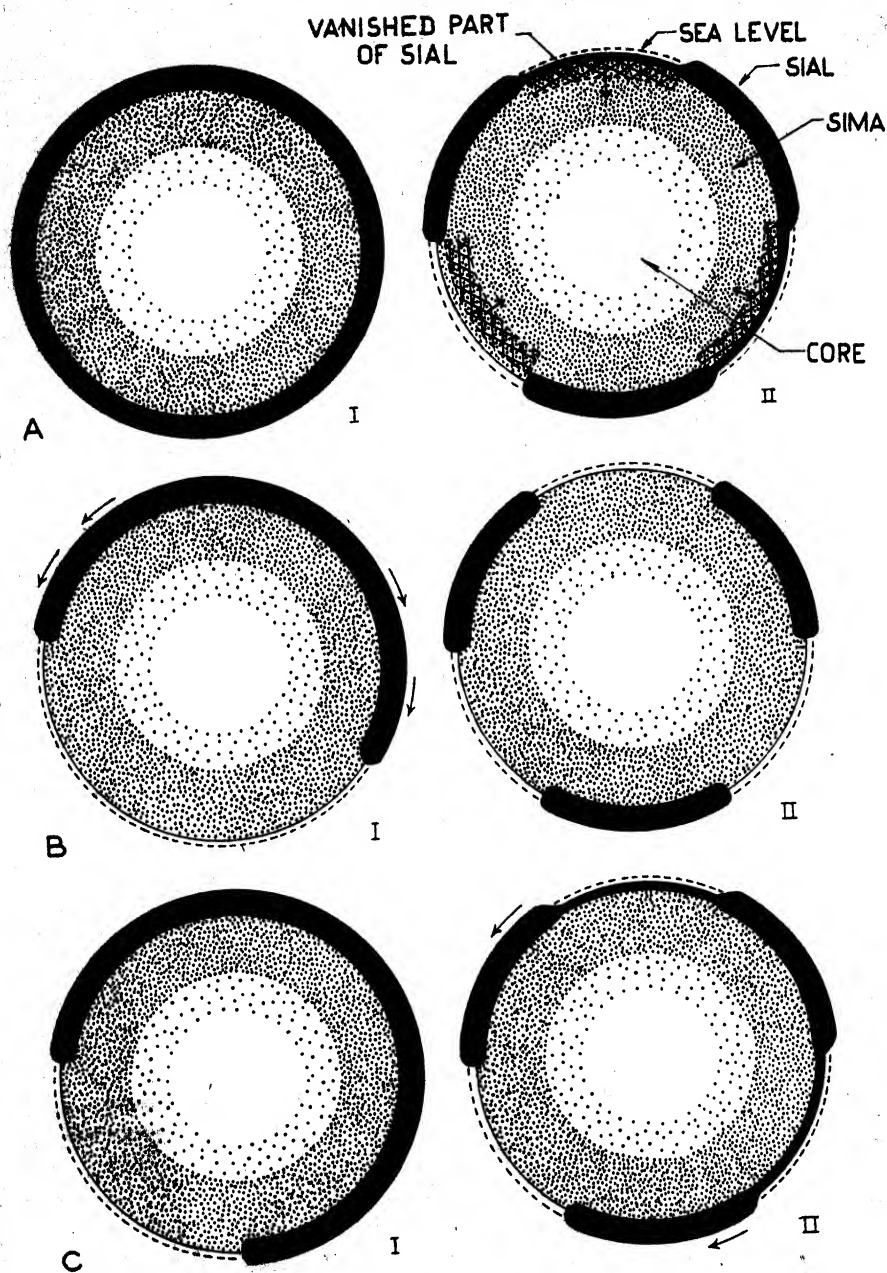 VANISHED PART
OF SIAL
SEA LEVEL
SIAL
SIMA
CORE
A
I
II
B
I
II
C
I
II